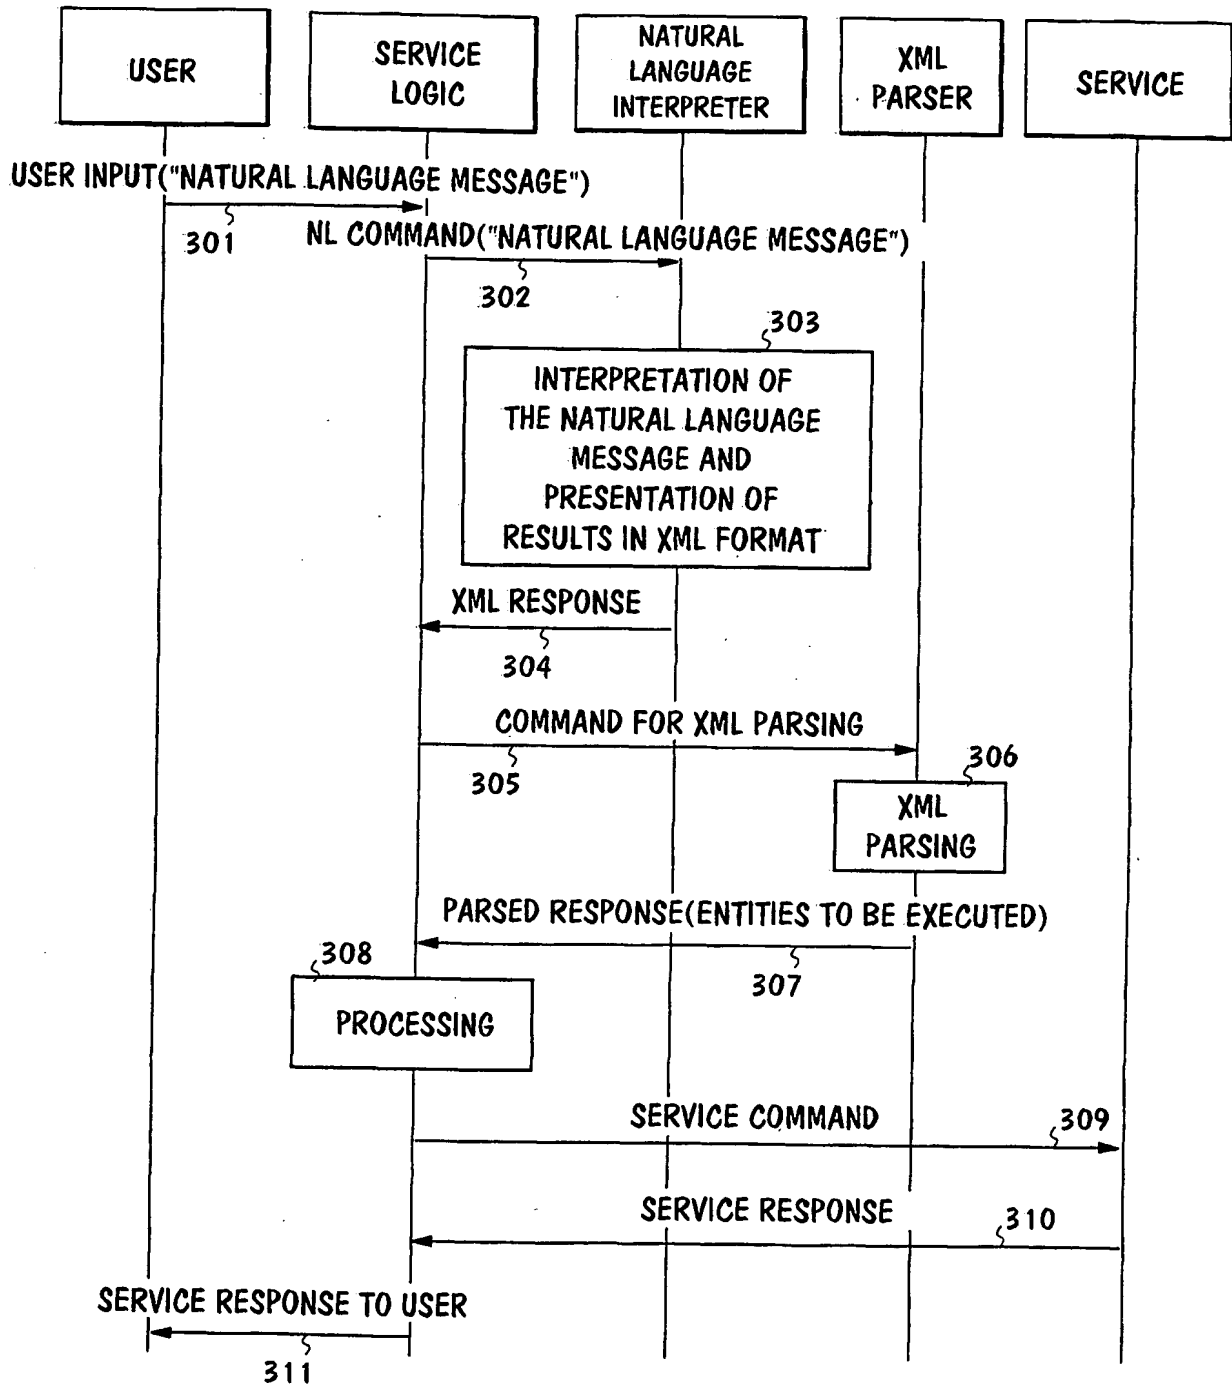 USER
SERVICE
LOGIC
NATURAL
LANGUAGE
INTERPRETER
XML
PARSER
SERVICE
USER INPUT("NATURAL LANGUAGE MESSAGE")
301
NL COMMAND("NATURAL LANGUAGE MESSAGE")
302
303
INTERPRETATION OF
THE NATURAL LANGUAGE
MESSAGE AND
PRESENTATION OF
RESULTS IN XML FORMAT
XML RESPONSE
304
COMMAND FOR XML PARSING
305
306
XML
PARSING
PARSED RESPONSE(ENTITIES TO BE EXECUTED)
307
308
PROCESSING
SERVICE COMMAND
309
SERVICE RESPONSE
310
SERVICE RESPONSE TO USER
311